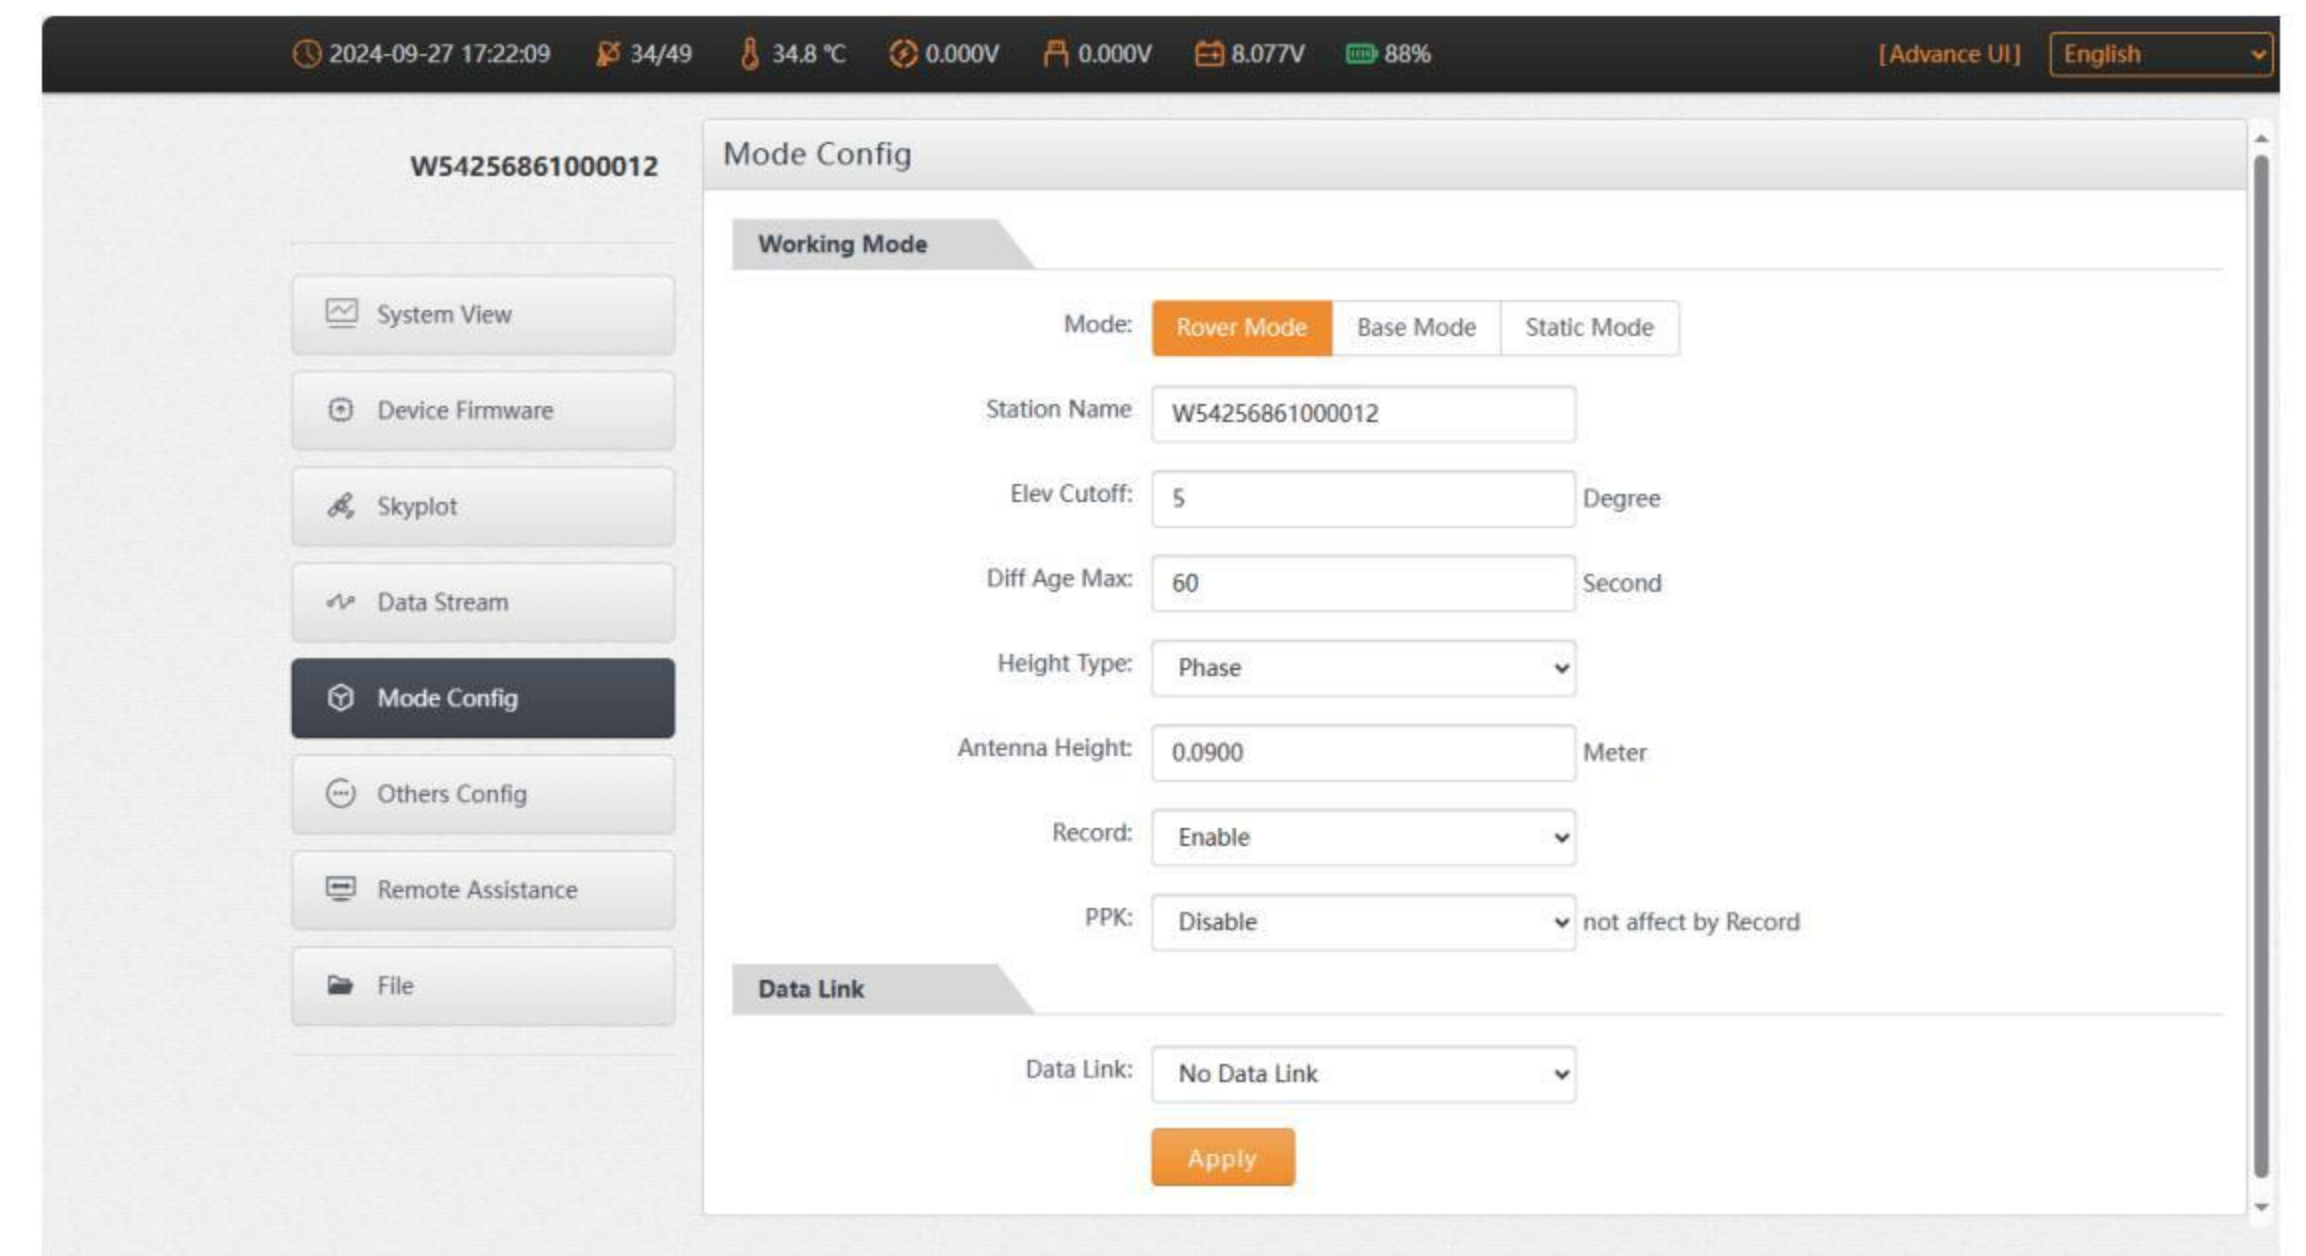 2024-09-27 17:22:09 34/49 34.8 ℃ 0.000V 0.000V 8.077V 88% [Advance UI] English
W54256861000012
System View
Device Firmware
Skyplot
Data Stream
Mode Config
Others Config
Remote Assistance
File
Mode Config
Working Mode
Mode: Rover Mode Base Mode Static Mode
Station Name W54256861000012
Elev Cutoff: 5 Degree
Diff Age Max: 60 Second
Height Type: Phase
Antenna Height: 0.0900 Meter
Record: Enable
PPK: Disable not affect by Record
Data Link
Data Link: No Data Link
Apply